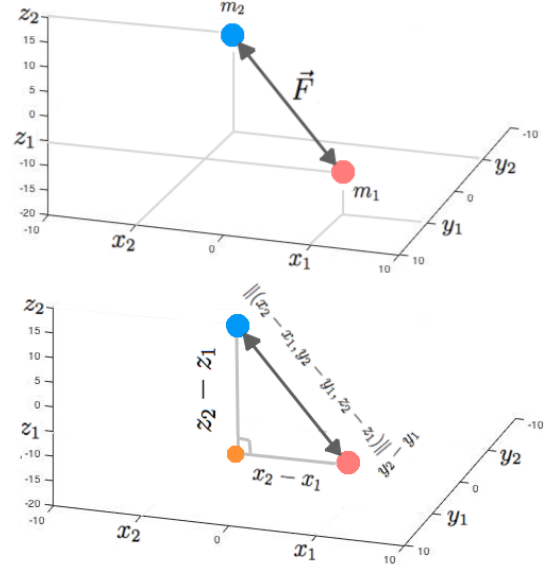 m₂
z₂
15
10
5
0
z₁
-10
-15
-20
-10
x₂
0
x₁
10
10
y₁
0
y₂
-10
F⃗
m₁
z₂
15
10
5
0
z₁
-10
-15
-20
-10
x₂
0
x₁
10
10
y₁
0
y₂
-10
z₂ − z₁
‖(x₂ − x₁, y₂ − y₁, z₂ − z₁)‖
y₂ − y₁
x₂ − x₁